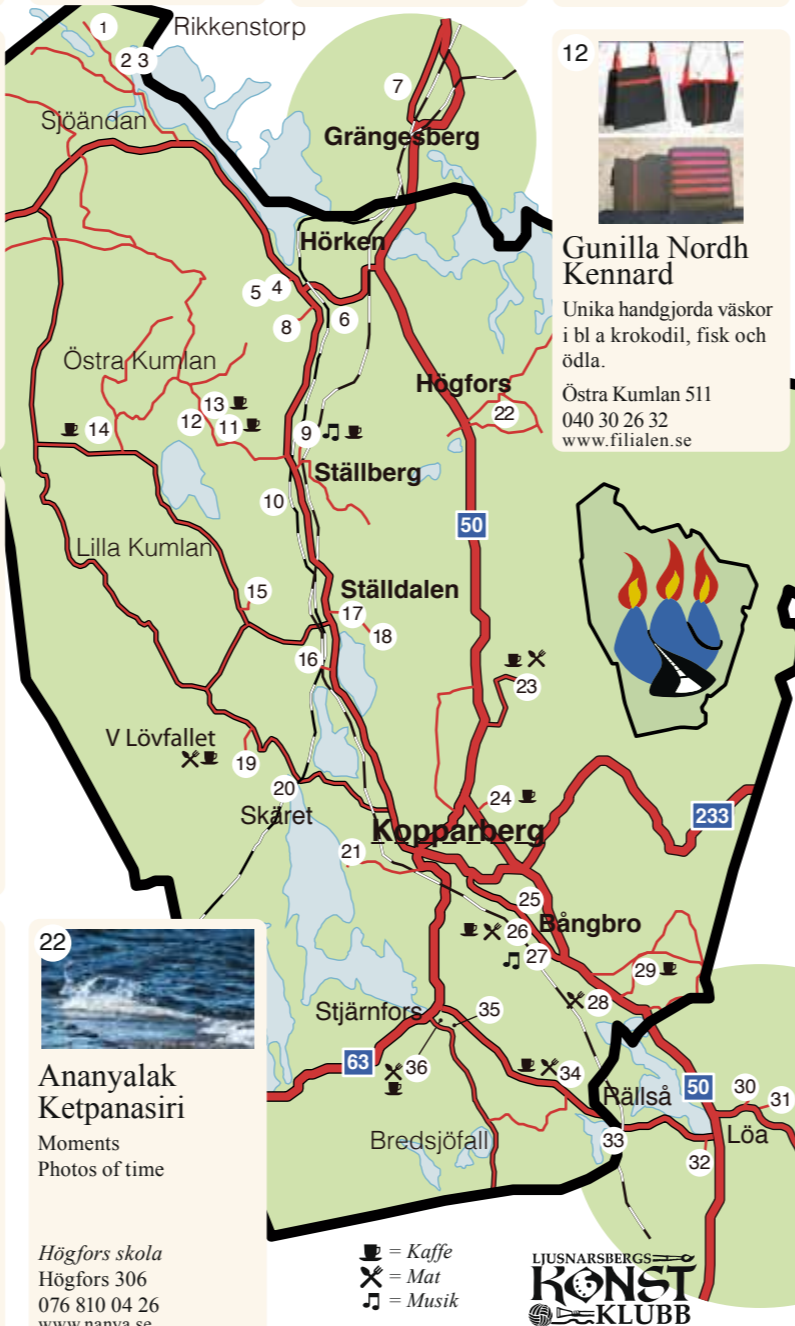 1
Rikkenstorp
2 3
7
Sjöändan
Grängesberg
Hörken
5 4
8
6
Östra Kumlan
Högfors
22
13
12
11
14
9
Ställberg
10
50
Lilla Kumlan
Ställdalen
15
17
18
16
23
V Lövfallet
19
20
Skäret
24
233
Kopparberg
21
25
26
Bångbro
27
29
28
Stjärnfors
35
63
36
34
Rällså
50
30
31
Bredsjöfall
33
Löa
32
12
Gunilla Nordh
Kennard
Unika handgjorda väskor
i bl a krokodil, fisk och
ödla.
Östra Kumlan 511
040 30 26 32
www.filialen.se
22
Ananyalak
Ketpanasiri
Moments
Photos of time
Högfors skola
Högfors 306
076 810 04 26
www.nanya.se
= Kaffe
= Mat
= Musik
LJUSNARSBERGS
KONST
KLUBB